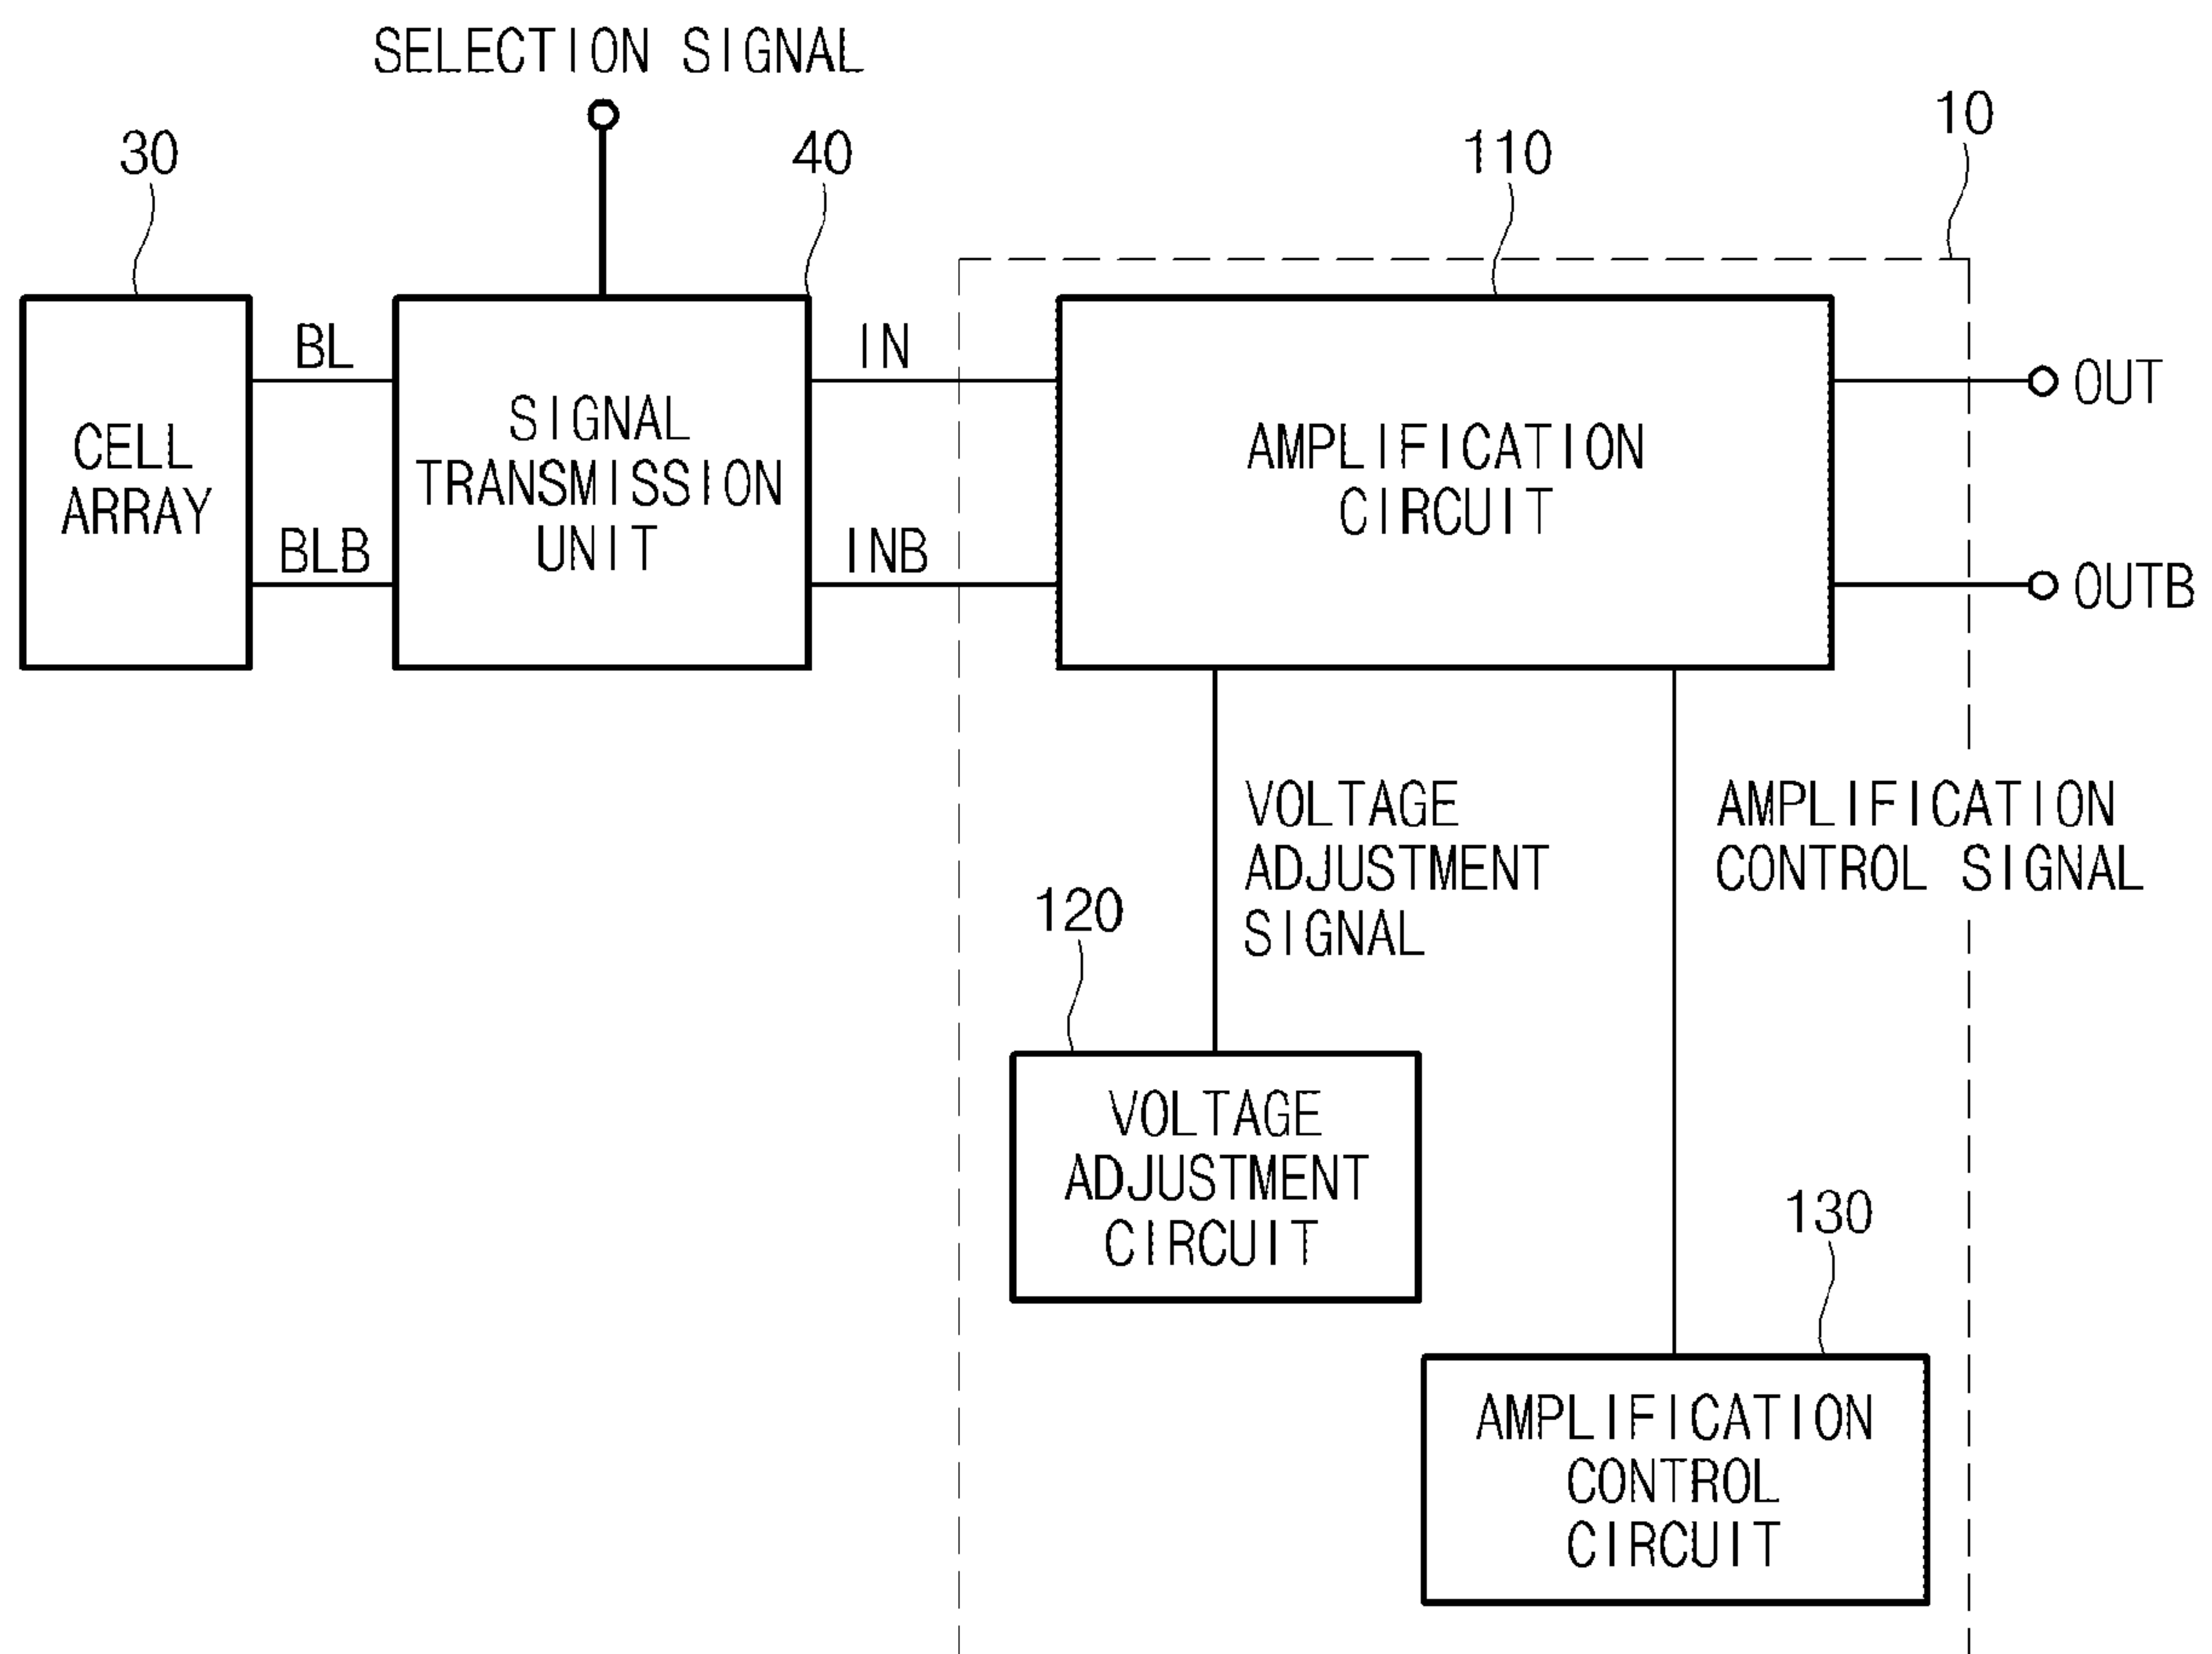 SELECTION SIGNAL
10
30
40
110
BL
IN
OUT
CELL
ARRAY
SIGNAL
TRANSMISSION
UNIT
AMPLIFICATION
CIRCUIT
BLB
INB
OUTB
VOLTAGE
ADJUSTMENT
SIGNAL
AMPLIFICATION
CONTROL SIGNAL
120
VOLTAGE
ADJUSTMENT
CIRCUIT
130
AMPLIFICATION
CONTROL
CIRCUIT